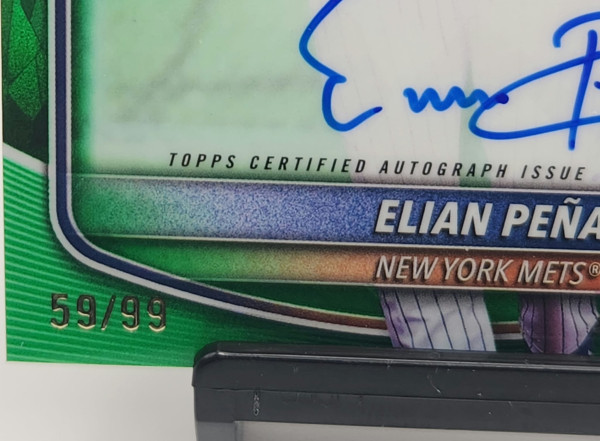 TOPPS CERTIFIED AUTOGRAPH ISSUE
ELIAN PEÑA
NEW YORK METS®
59/99